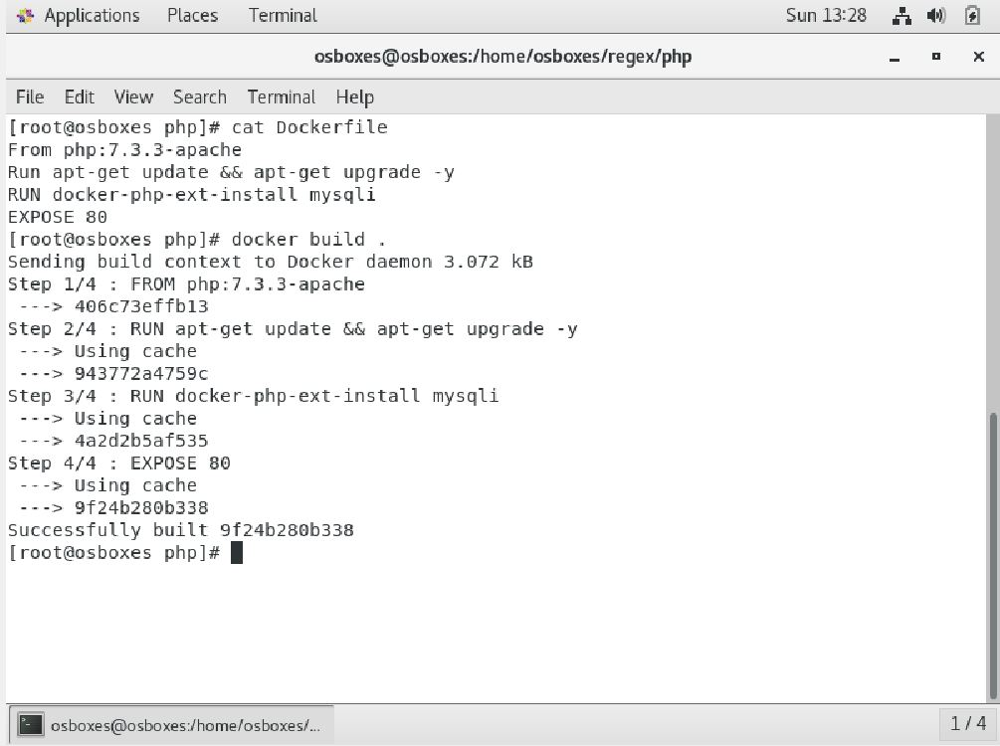 Applications Places Terminal Sun 13:28
osboxes@osboxes:/home/osboxes/regex/php
File Edit View Search Terminal Help
[root@osboxes php]# cat Dockerfile
From php:7.3.3-apache
Run apt-get update && apt-get upgrade -y
RUN docker-php-ext-install mysqli
EXPOSE 80
[root@osboxes php]# docker build .
Sending build context to Docker daemon 3.072 kB
Step 1/4 : FROM php:7.3.3-apache
 ---> 406c73effb13
Step 2/4 : RUN apt-get update && apt-get upgrade -y
 ---> Using cache
 ---> 943772a4759c
Step 3/4 : RUN docker-php-ext-install mysqli
 ---> Using cache
 ---> 4a2d2b5af535
Step 4/4 : EXPOSE 80
 ---> Using cache
 ---> 9f24b280b338
Successfully built 9f24b280b338
[root@osboxes php]#
osboxes@osboxes:/home/osboxes/... 1 / 4